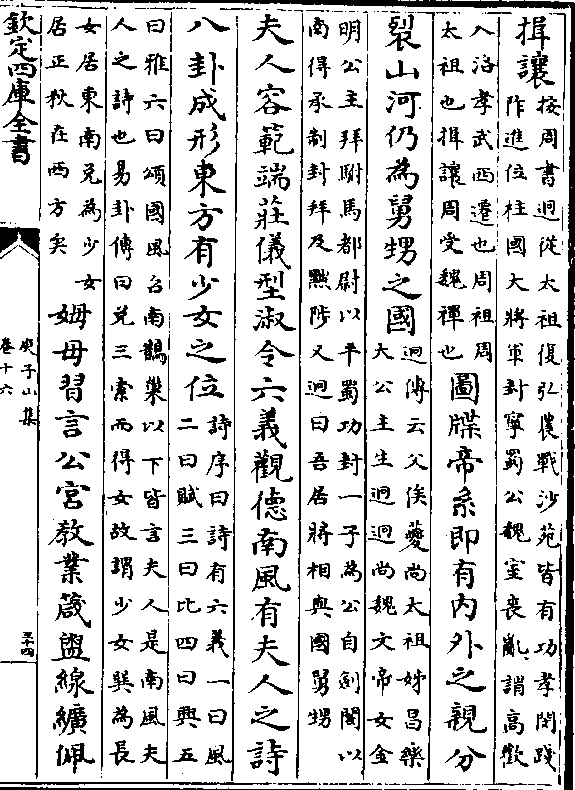 揖讓按周書迥從太祖復弘農戰沙苑皆有功孝閔踐
阼進位柱國大將軍封寧蜀公魏室喪亂謂高歡
入洛孝武西遷也周祖周
太祖也揖讓周受魏禪也
圖牒帝系即有内外之親分
裂山河仍為舅甥之國
迥傳云父俟䕫尚太祖姊昌樂
大公主生迥迥尚魏文帝女金
明公主拜駙馬都尉以平蜀功封一子為公自劎閣以
南得承制封拜及黜陟又迥曰吾居將相與國舅甥
夫人容範端莊儀型淑令六義觀德南風有夫人之詩
八卦成形東方有少女之位
詩序曰詩有六義一曰風
二曰賦三曰比四曰興五
曰雅六曰頌國風召南鵲巢以下皆言夫人是南風夫
人之詩也易卦傳曰兌三索而得女故謂少女巽為長
女居東南兌為少女
居正秋在西方矣
姆母習言公宫教業箴盥線纊佩
欽定四庫全書
庾子山集
卷十六
五十四